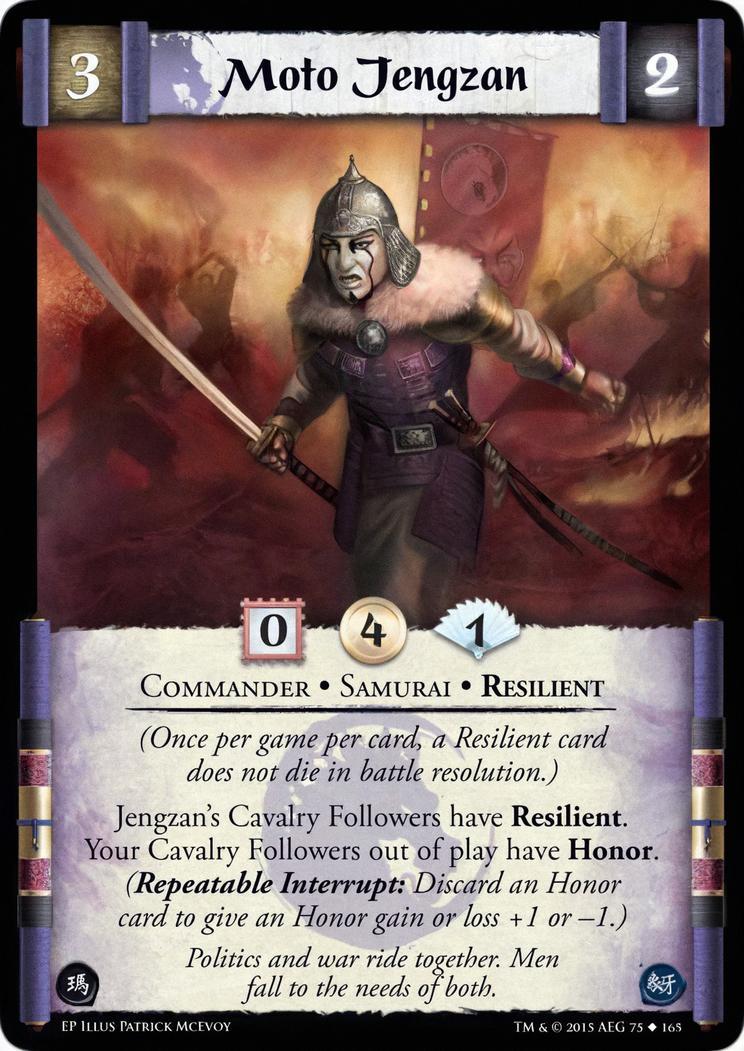 3
Moto Jengzan
2
0
4
1
Commander • Samurai • Resilient
(Once per game per card, a Resilient card
does not die in battle resolution.)
Jengzan's Cavalry Followers have Resilient.
Your Cavalry Followers out of play have Honor.
(Repeatable Interrupt: Discard an Honor
card to give an Honor gain or loss +1 or –1.)
Politics and war ride together. Men
fall to the needs of both.
瑪
EP Illus Patrick McEvoy
TM & © 2015 AEG 75 ◆ 165